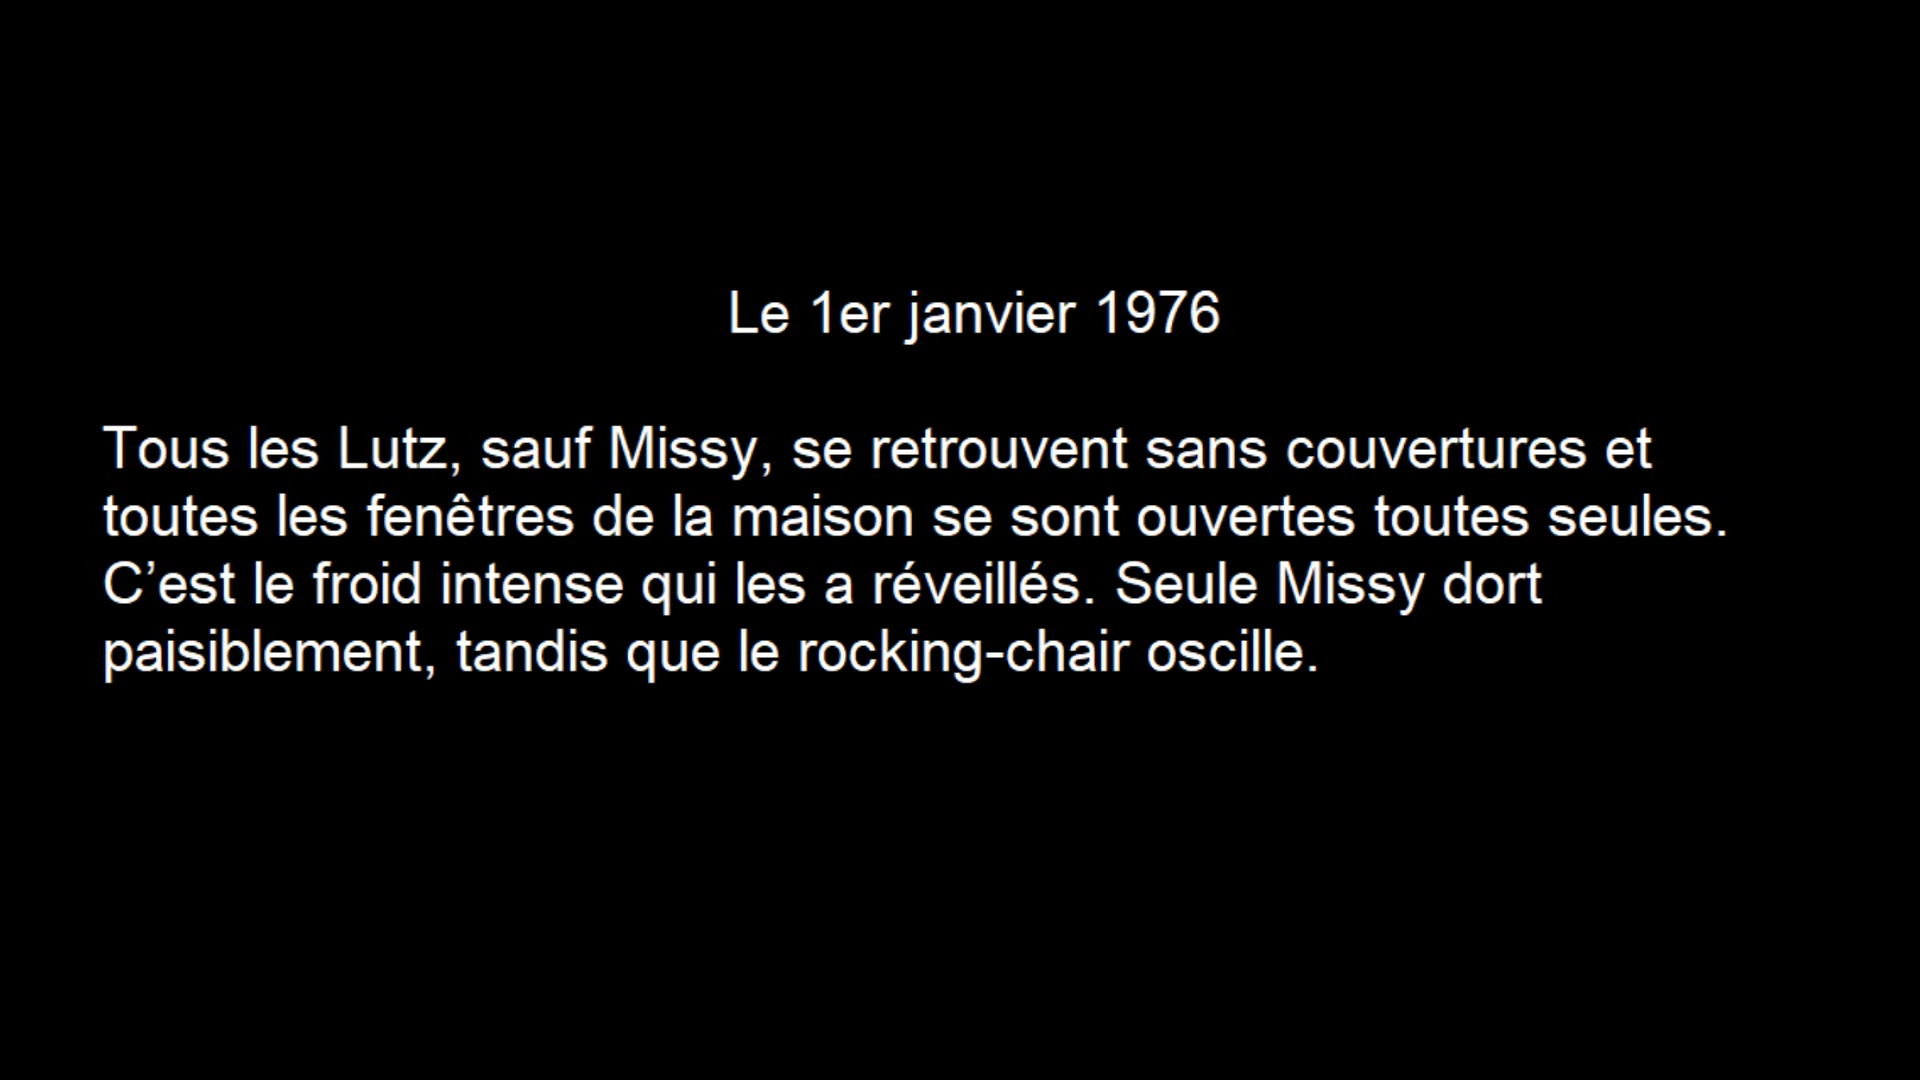 Le 1er janvier 1976
Tous les Lutz, sauf Missy, se retrouvent sans couvertures et
toutes les fenêtres de la maison se sont ouvertes toutes seules.
C’est le froid intense qui les a réveillés. Seule Missy dort
paisiblement, tandis que le rocking-chair oscille.